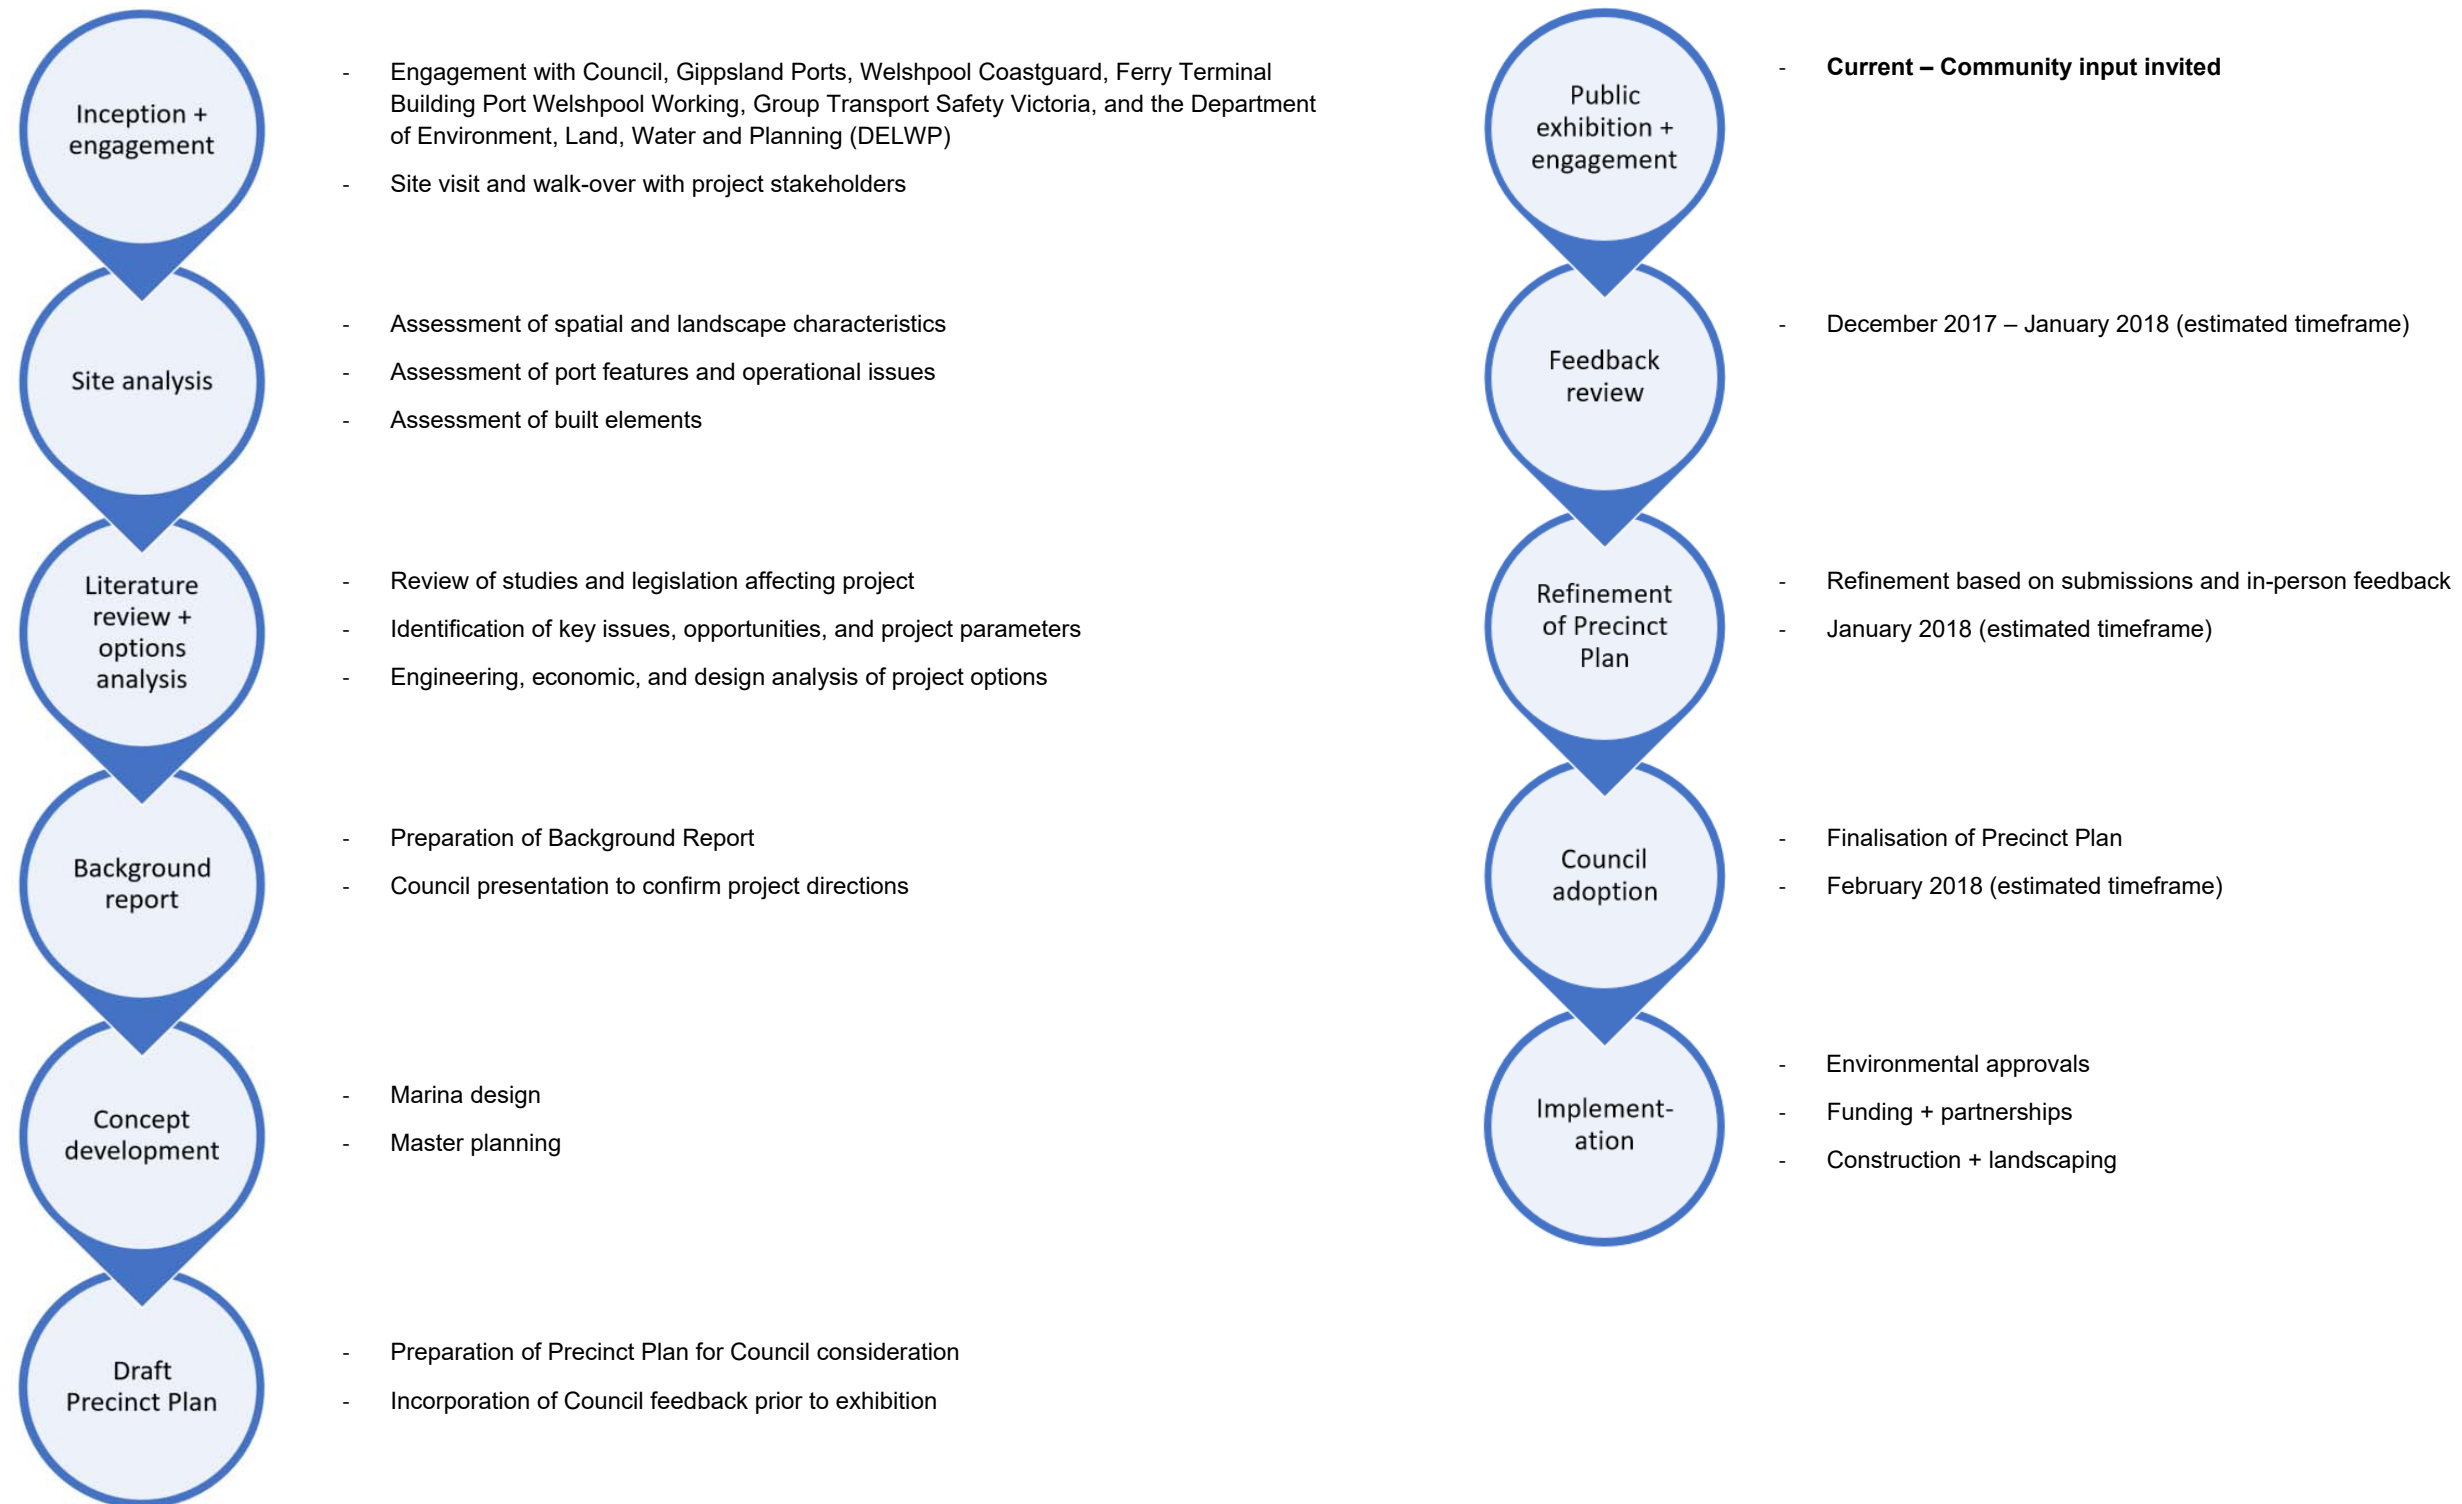 Inception +
engagement
- Engagement with Council, Gippsland Ports, Welshpool Coastguard, Ferry Terminal
Building Port Welshpool Working, Group Transport Safety Victoria, and the Department
of Environment, Land, Water and Planning (DELWP)
- Site visit and walk-over with project stakeholders
Site analysis
- Assessment of spatial and landscape characteristics
- Assessment of port features and operational issues
- Assessment of built elements
Literature
review +
options
analysis
- Review of studies and legislation affecting project
- Identification of key issues, opportunities, and project parameters
- Engineering, economic, and design analysis of project options
Background
report
- Preparation of Background Report
- Council presentation to confirm project directions
Concept
development
- Marina design
- Master planning
Draft
Precinct Plan
- Preparation of Precinct Plan for Council consideration
- Incorporation of Council feedback prior to exhibition
Public
exhibition +
engagement
- Current – Community input invited
Feedback
review
- December 2017 – January 2018 (estimated timeframe)
Refinement
of Precinct
Plan
- Refinement based on submissions and in-person feedback
- January 2018 (estimated timeframe)
Council
adoption
- Finalisation of Precinct Plan
- February 2018 (estimated timeframe)
Implement-
ation
- Environmental approvals
- Funding + partnerships
- Construction + landscaping